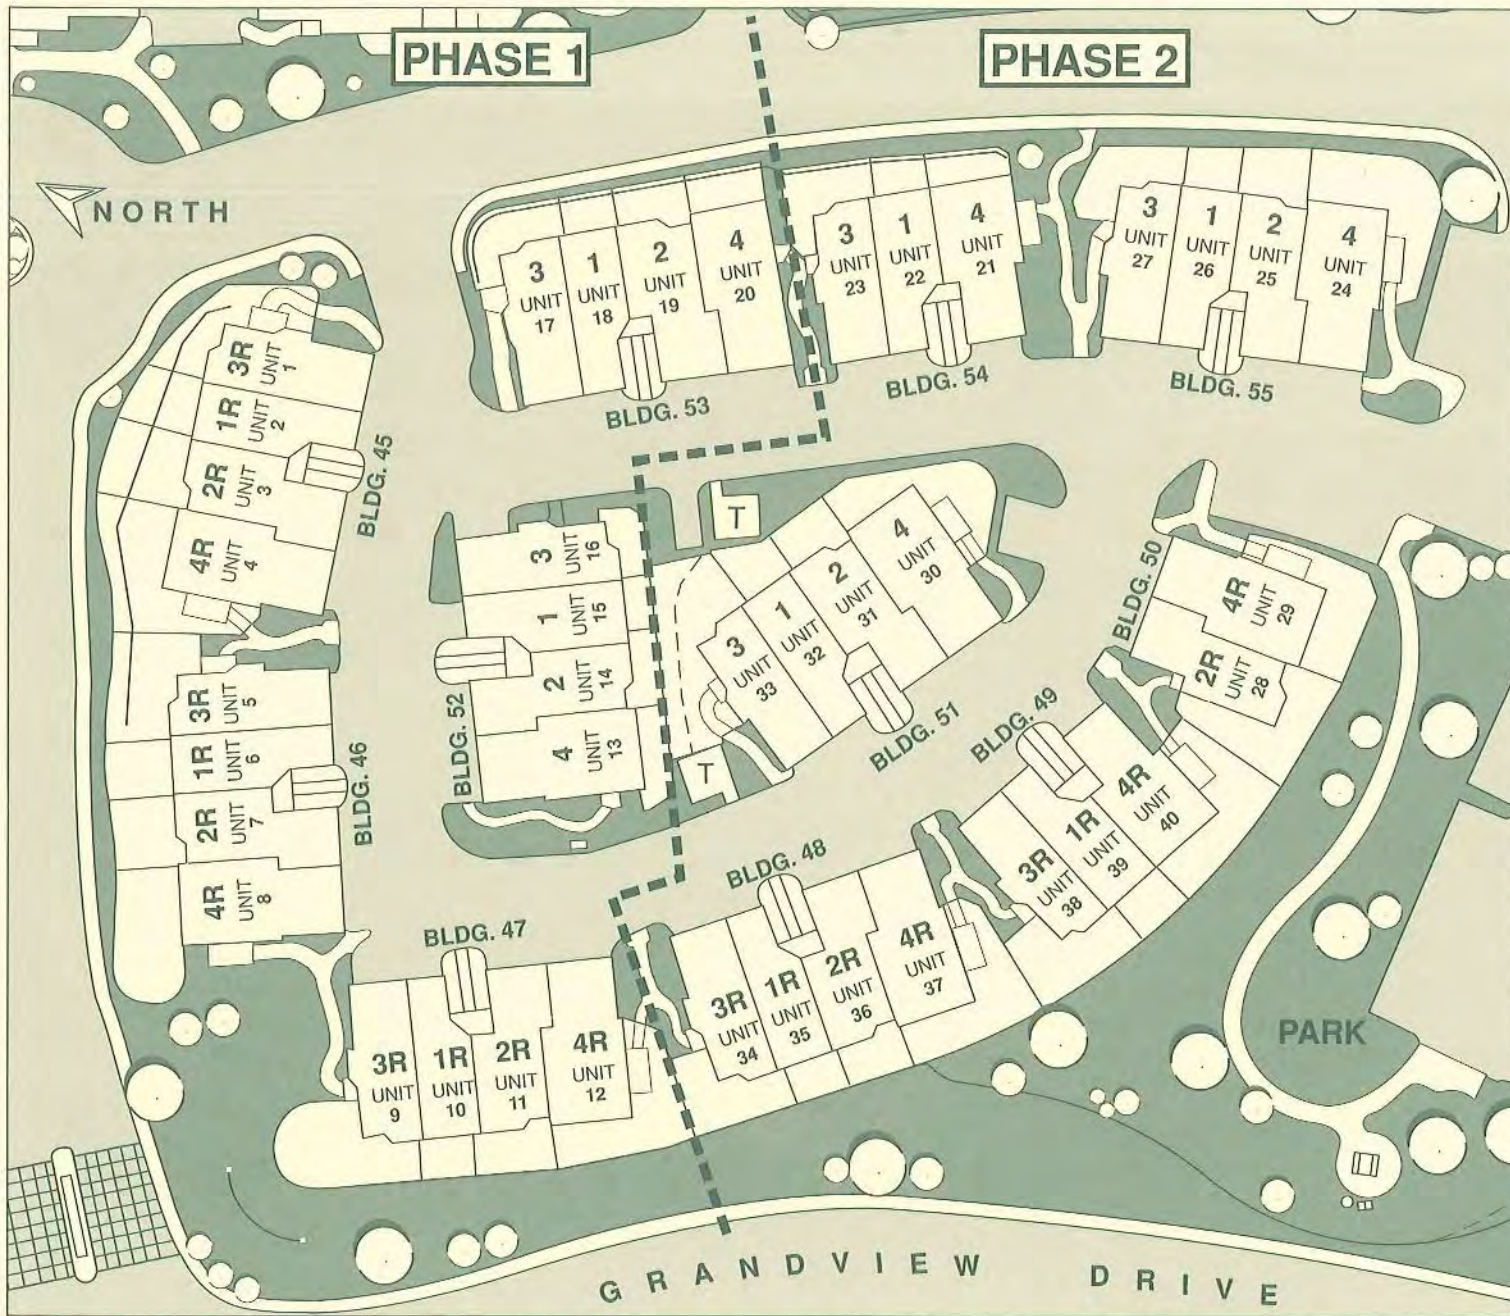 PHASE 1
PHASE 2
NORTH
3
UNIT
17
1
UNIT
18
2
UNIT
19
4
UNIT
20
BLDG. 53
3
UNIT
23
1
UNIT
22
4
UNIT
21
BLDG. 54
3
UNIT
27
1
UNIT
26
2
UNIT
25
4
UNIT
24
BLDG. 55
3R
UNIT
1
1R
UNIT
2
2R
UNIT
3
4R
UNIT
4
BLDG. 45
3R
UNIT
5
1R
UNIT
6
2R
UNIT
7
4R
UNIT
8
BLDG. 46
3
UNIT
16
1
UNIT
15
2
UNIT
14
4
UNIT
13
BLDG. 52
T
T
3
UNIT
33
1
UNIT
32
2
UNIT
31
4
UNIT
30
BLDG. 51
BLDG. 50
4R
UNIT
29
2R
UNIT
28
BLDG. 49
3R
UNIT
38
1R
UNIT
39
4R
UNIT
40
BLDG. 48
3R
UNIT
34
1R
UNIT
35
2R
UNIT
36
4R
UNIT
37
BLDG. 47
3R
UNIT
9
1R
UNIT
10
2R
UNIT
11
4R
UNIT
12
PARK
GRANDVIEW DRIVE